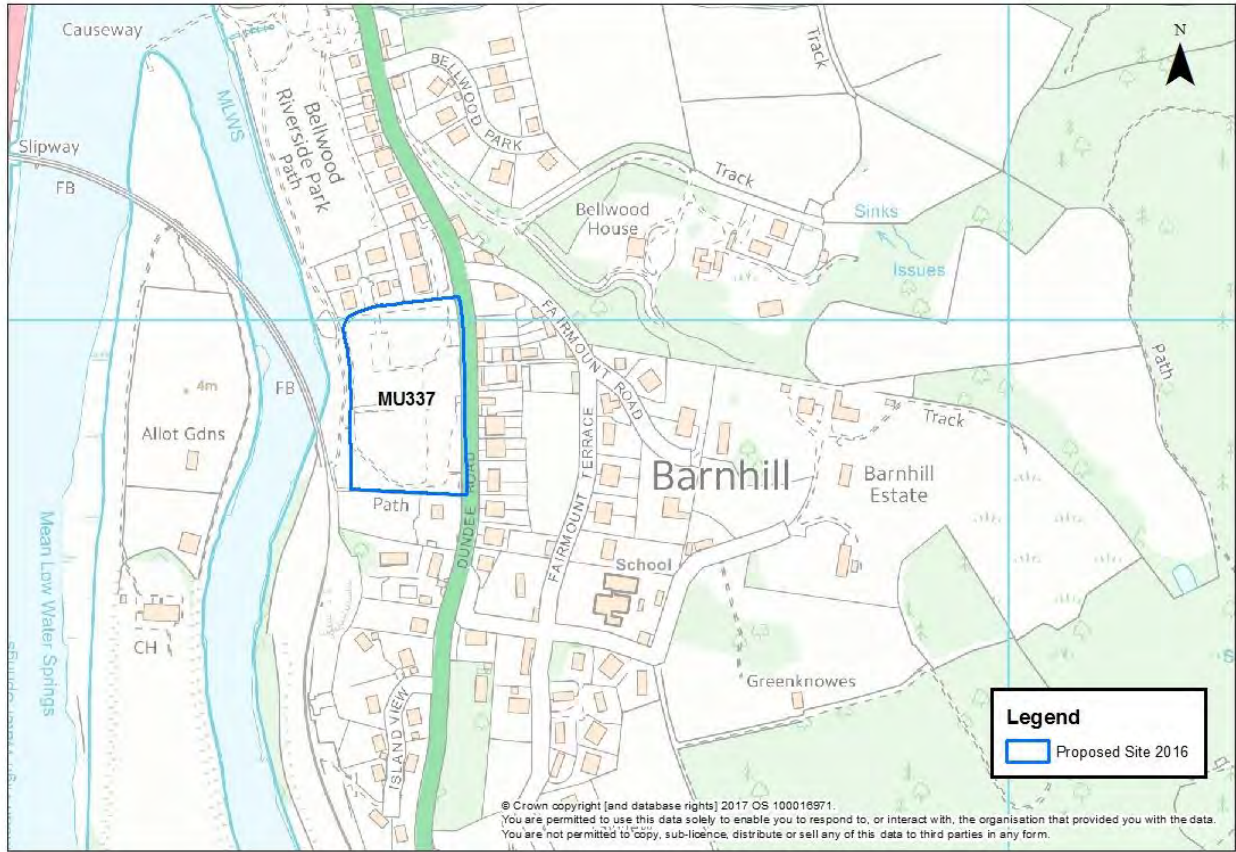 Causeway
N
Track
BELLWOOD
PARK
Bellwood
Riverside Park
Path
MLWS
Slipway
FB
Track
Bellwood
House
Sinks
Issues
FAIRMOUNT ROAD
Path
4m
FB
MU337
Allot Gdns
FAIRMOUNT TERRACE
Barnhill
Track
Barnhill
Estate
Path
DUNDEE ROAD
Mean Low Water Springs
School
CH
Greenknowes
ISLAND VIEW
Mean High Water Springs
S
Legend
Proposed Site 2016
© Crown copyright [and database rights] 2017 OS 100016971.
You are permitted to use this data solely to enable you to respond to, or interact with, the organisation that provided you with the data.
You are not permitted to copy, sub-licence, distribute or sell any of this data to third parties in any form.